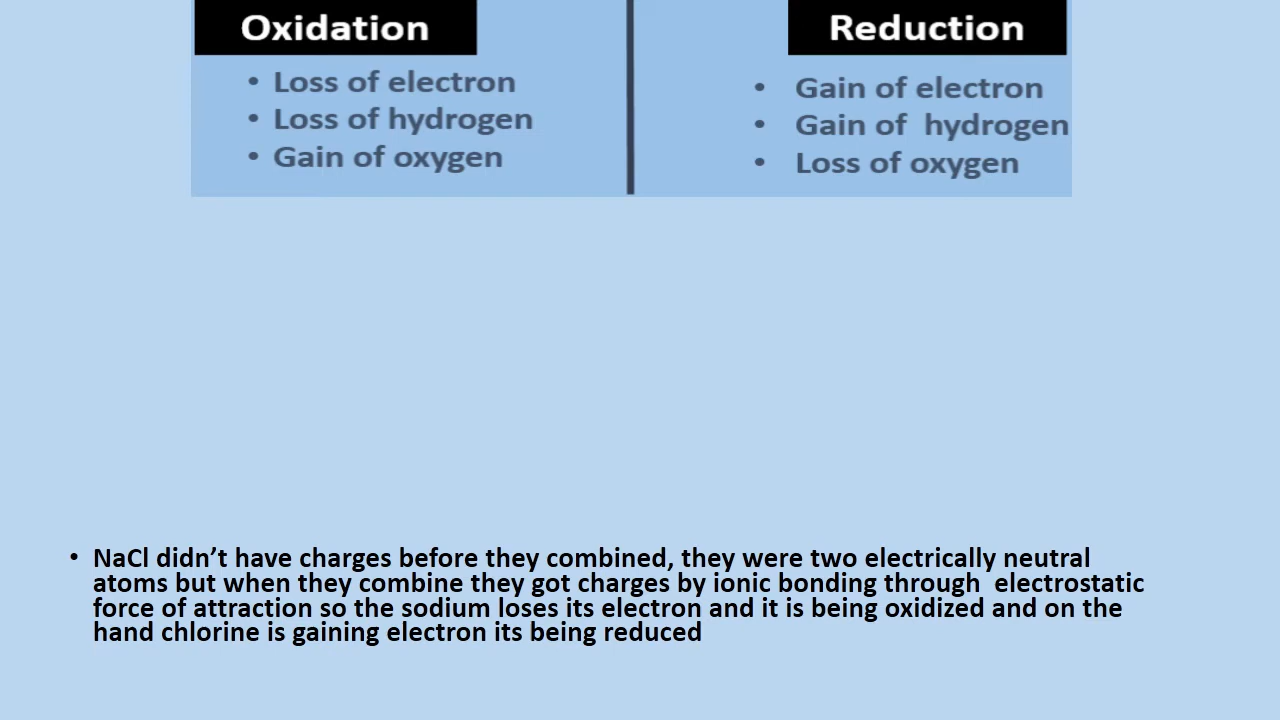 Oxidation
• Loss of electron
• Loss of hydrogen
• Gain of oxygen
Reduction
• Gain of electron
• Gain of hydrogen
• Loss of oxygen
• NaCl didn’t have charges before they combined, they were two electrically neutral
atoms but when they combine they got charges by ionic bonding through electrostatic
force of attraction so the sodium loses its electron and it is being oxidized and on the
hand chlorine is gaining electron its being reduced